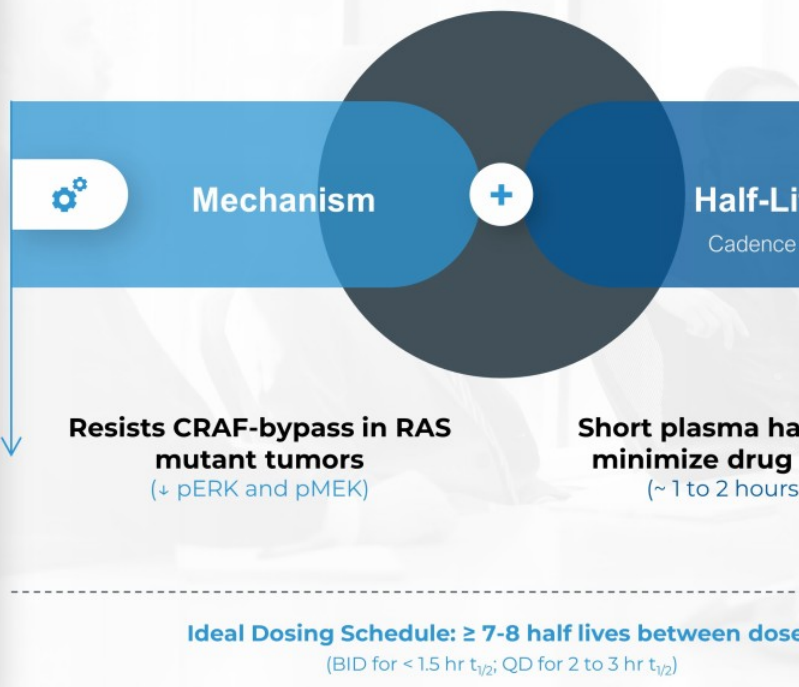 Mechanism
Half-Li
Cadence
Resists CRAF-bypass in RAS
mutant tumors
(↓ pERK and pMEK)
Short plasma ha
minimize drug
(~ 1 to 2 hours
Ideal Dosing Schedule: ≥ 7-8 half lives between dose
(BID for < 1.5 hr t1/2; QD for 2 to 3 hr t1/2)